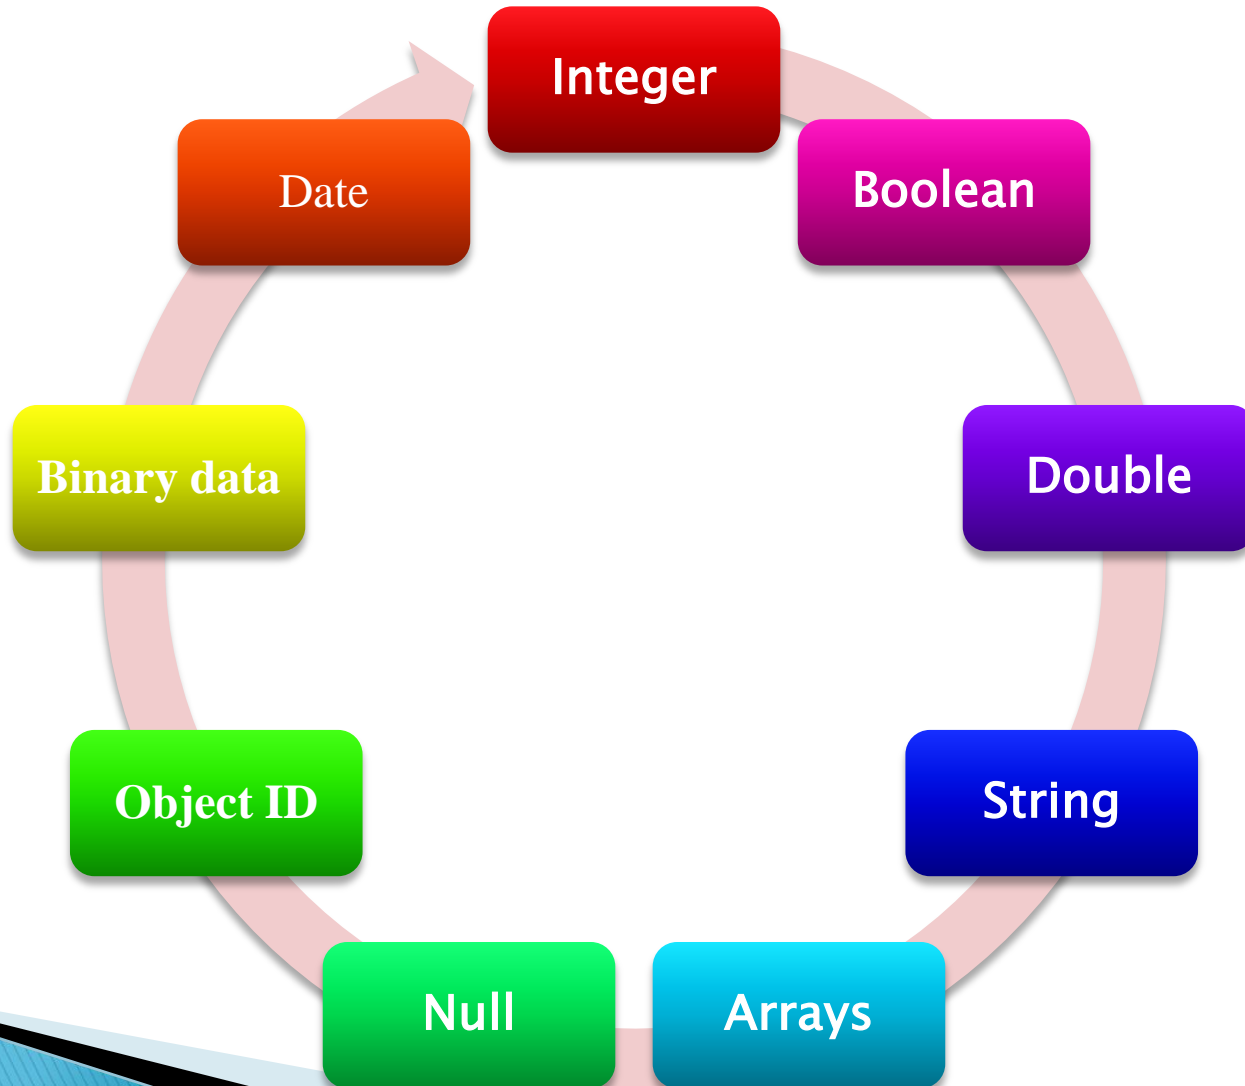 Integer
Boolean
Double
String
Arrays
Null
Object ID
Binary data
Date